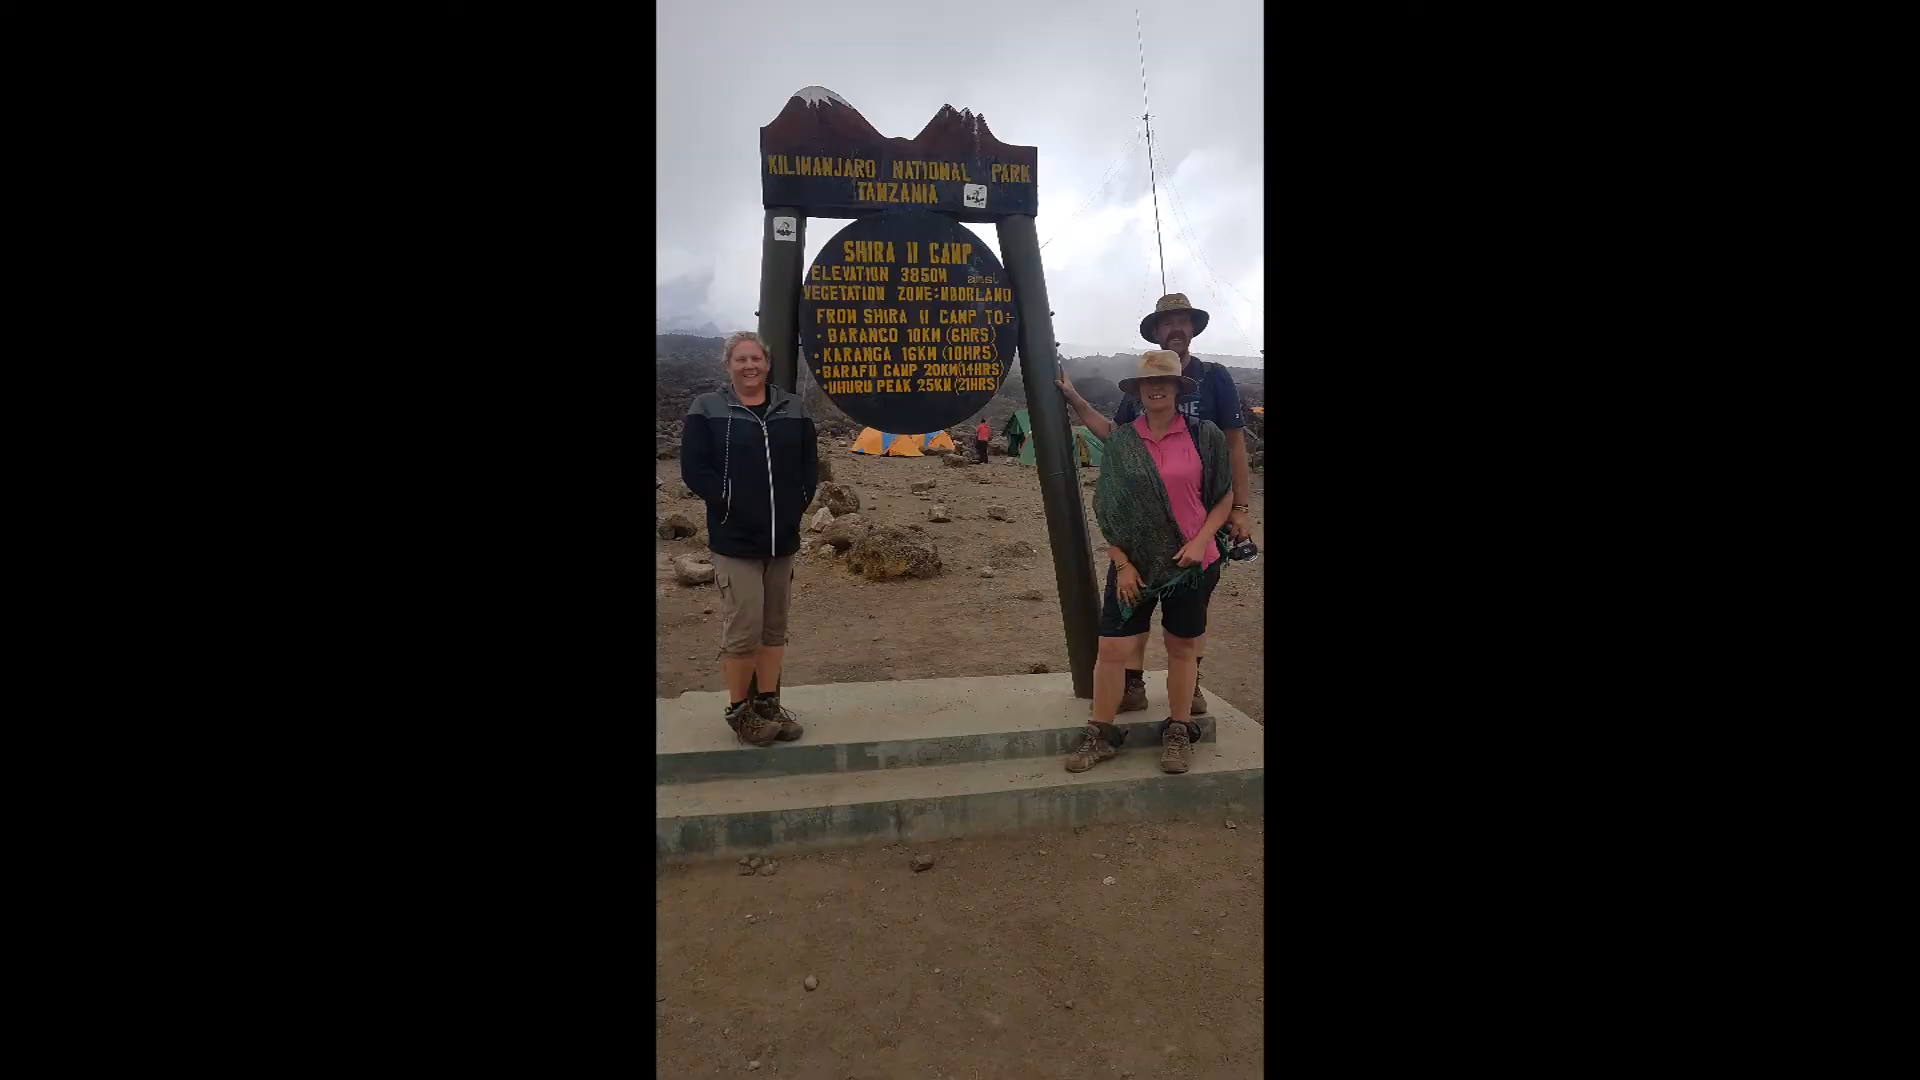 KILIMANJARO NATIONAL PARK
TANZANIA
SHIRA II CAMP
ELEVATION 3850M amsl
VEGETATION ZONE:MOORLAND
FROM SHIRA II CAMP TO:-
• BARANCO 10KM (6HRS)
• KARANGA 16KM (10HRS)
• BARAFU CAMP 20KM (14HRS)
• UHURU PEAK 25KM (21HRS)